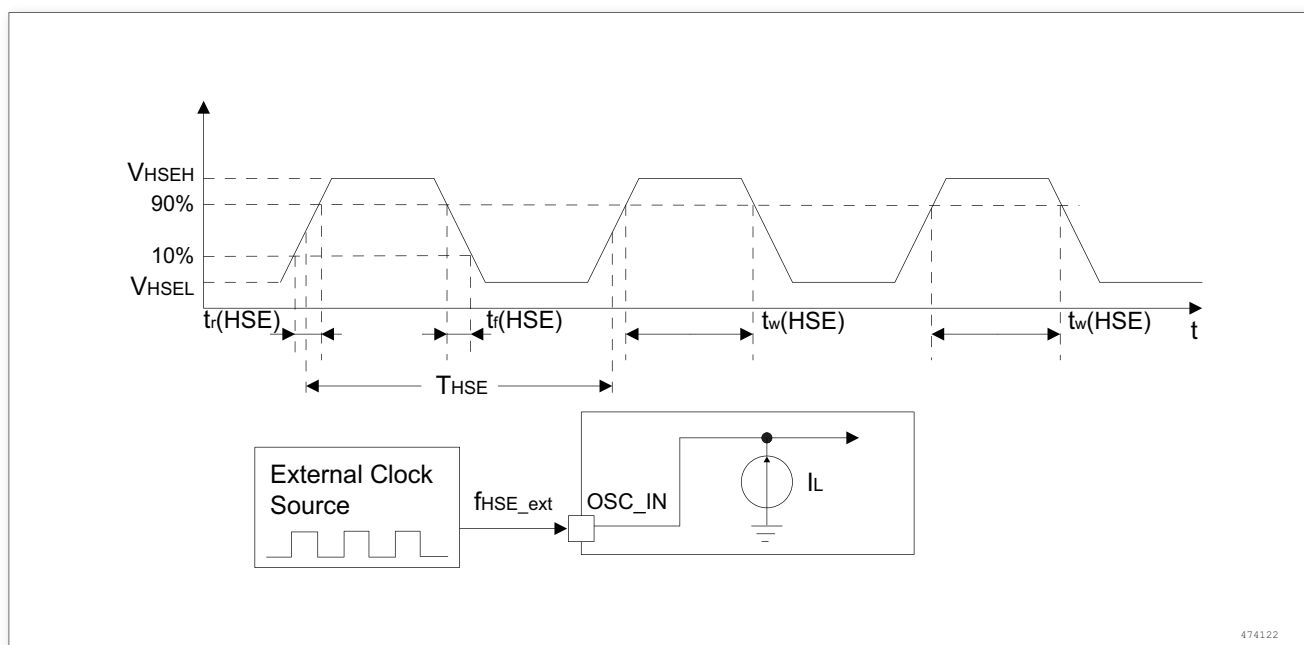 VHSEH
90%
10%
VHSEL
tr(HSE)
tf(HSE)
tw(HSE)
tw(HSE)
t
THSE
External Clock
Source
fHSE_ext
OSC_IN
IL
474122